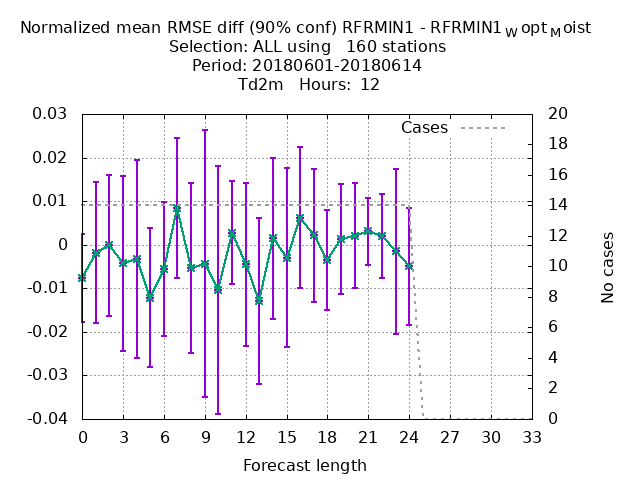 Normalized mean RMSE diff (90% conf) RFRMIN1 - RFRMIN1_W opt_M oist
Selection: ALL using   160 stations
Period: 20180601-20180614
Td2m   Hours:  12
0.03
0.02
0.01
0
-0.01
-0.02
-0.03
-0.04
Cases
20
18
16
14
12
10
8
6
4
2
0
No cases
0 3 6 9 12 15 18 21 24 27 30 33
Forecast length